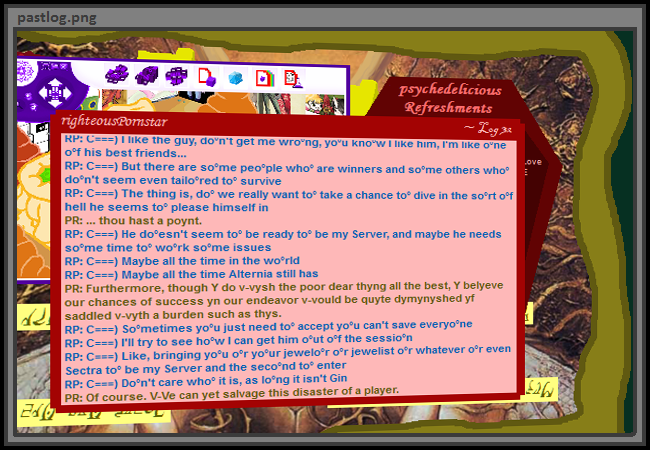 pastlog.png
psychedelicious
Refreshments
righteousPornstar
~ Log 32
Love
E
RP: C===) I like the guy, do°n't get me wro°ng, yo°u kno°w I like him, I'm like o°ne
o°f his best friends...
RP: C===) But there are so°me peo°ple who° are winners and so°me others who°
do°n't seem even tailo°red to° survive
RP: C===) The thing is, do° we really want to° take a chance to° dive in the so°rt o°f
hell he seems to° please himself in
PR: ... thou hast a poynt.
RP: C===) He do°esn't seem to° be ready to° be my Server, and maybe he needs
so°me time to° wo°rk so°me issues
RP: C===) Maybe all the time in the wo°rld
RP: C===) Maybe all the time Alternia still has
PR: Furthermore, though Y do v-vysh the poor dear thyng all the best, Y belyeve
our chances of success yn our endeavor v-vould be quyte dymynyshed yf
saddled v-vyth a burden such as thys.
RP: C===) So°metimes yo°u just need to° accept yo°u can't save everyo°ne
RP: C===) I'll try to see ho°w I can get him o°ut o°f the sessio°n
RP: C===) Like, bringing yo°u o°r yo°ur jewelo°r o°r jewelist o°r whatever o°r even
Sectra to° be my Server and the seco°nd to° enter
RP: C===) Do°n't care who° it is, as lo°ng it isn't Gin
PR: Of course. V-Ve can yet salvage this disaster of a player.